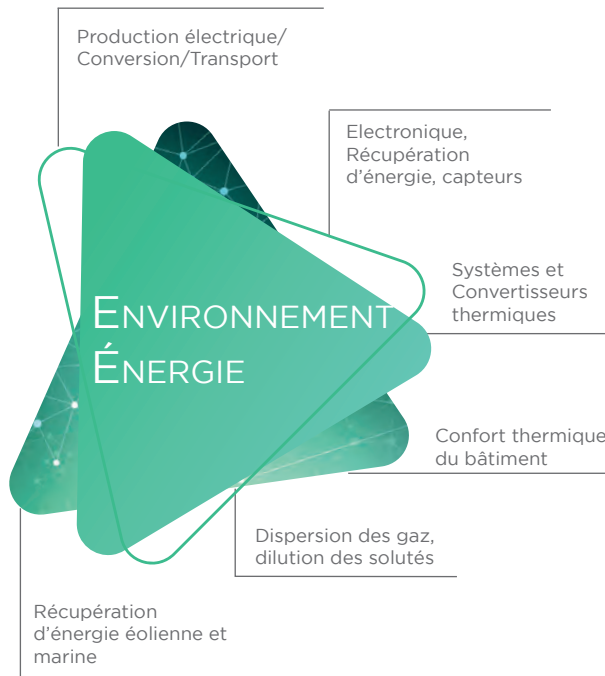 Production électrique/
Conversion/Transport
Electronique,
Récupération
d'énergie, capteurs
Systèmes et
Convertisseurs
thermiques
ENVIRONNEMENT
ÉNERGIE
Confort thermique
du bâtiment
Dispersion des gaz,
dilution des solutés
Récupération
d'énergie éolienne et
marine